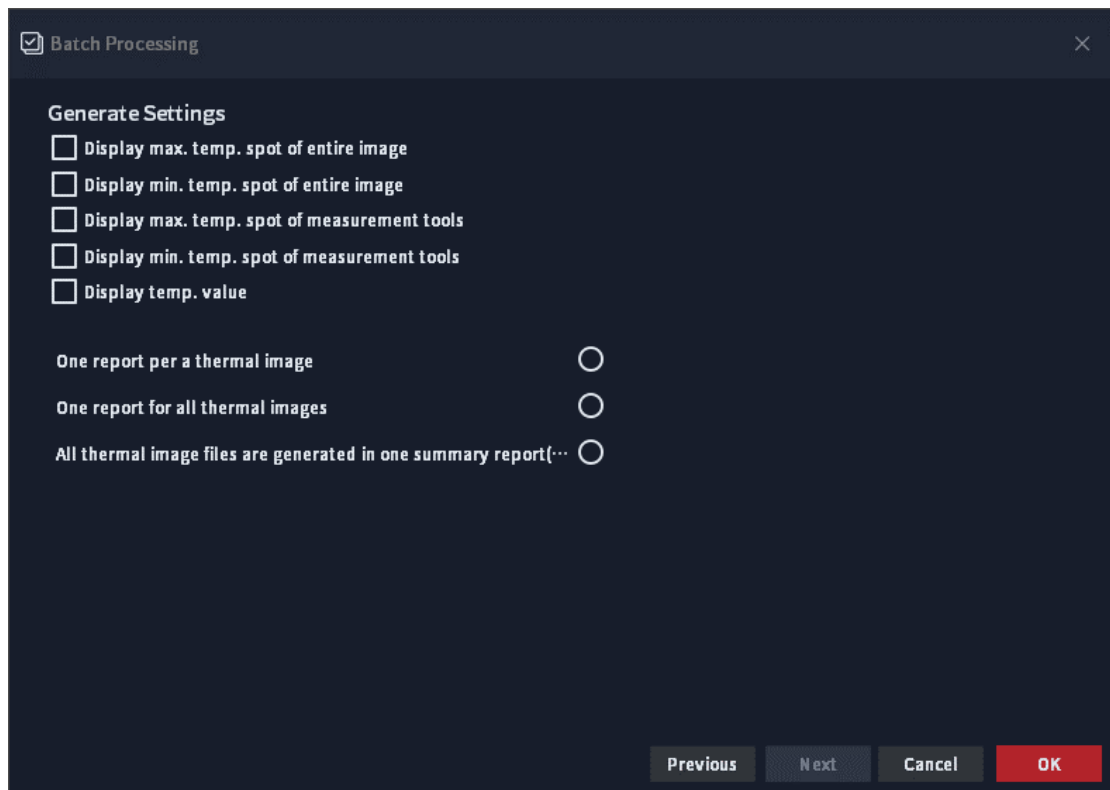 Batch Processing
Generate Settings
Display max. temp. spot of entire image
Display min. temp. spot of entire image
Display max. temp. spot of measurement tools
Display min. temp. spot of measurement tools
Display temp. value
One report per a thermal image
One report for all thermal images
All thermal image files are generated in one summary report(···
Previous Next Cancel OK